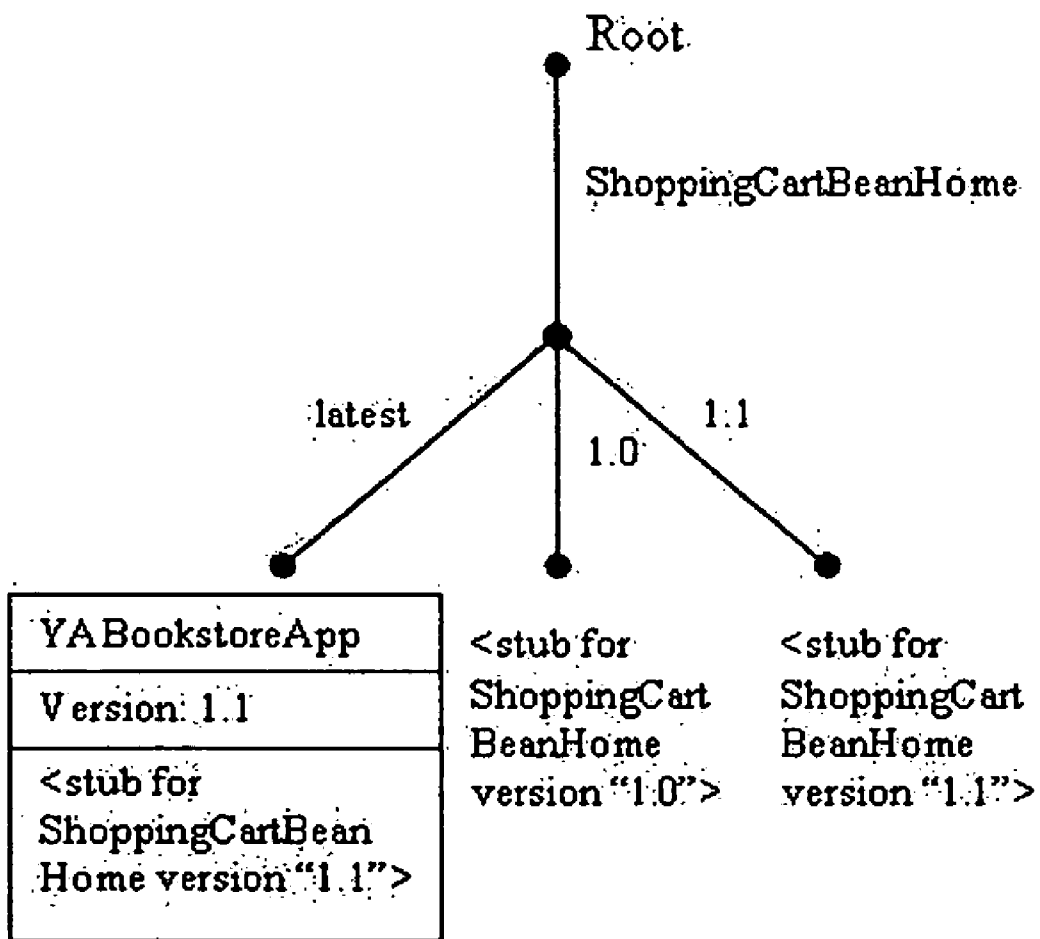 Root
ShoppingCartBeanHome
latest
1.0
1.1
YABookstoreApp
Version: 1.1
<stub for
ShoppingCartBean
Home version "1.1">
<stub for
ShoppingCart
BeanHome
version "1.0">
<stub for
ShoppingCart
BeanHome
version "1.1">